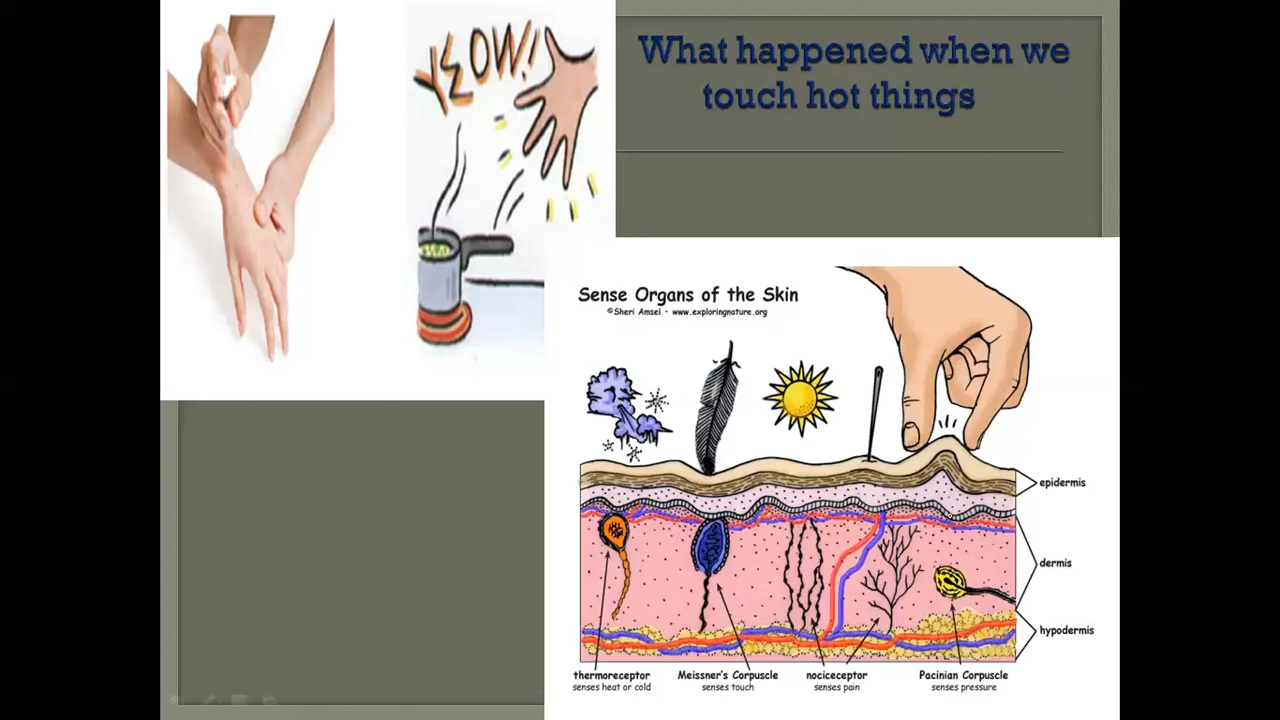 YEOW!
What happened when we
touch hot things
Sense Organs of the Skin
©Sheri Amsel • www.exploringnature.org
epidermis
dermis
hypodermis
thermoreceptor
senses heat or cold
Meissner's Corpuscle
senses touch
nociceptor
senses pain
Pacinian Corpuscle
senses pressure